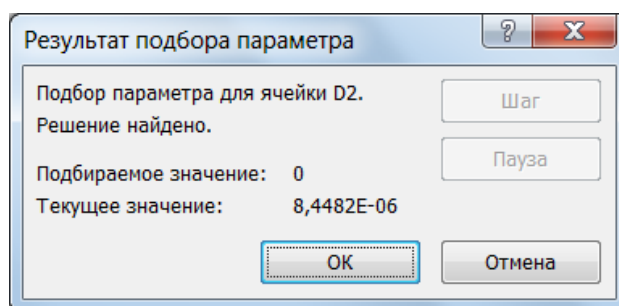 Результат подбора параметра
?
Подбор параметра для ячейки D2.
Решение найдено.
Подбираемое значение: 0
Текущее значение: 8,4482E-06
Шаг
Пауза
ОК
Отмена